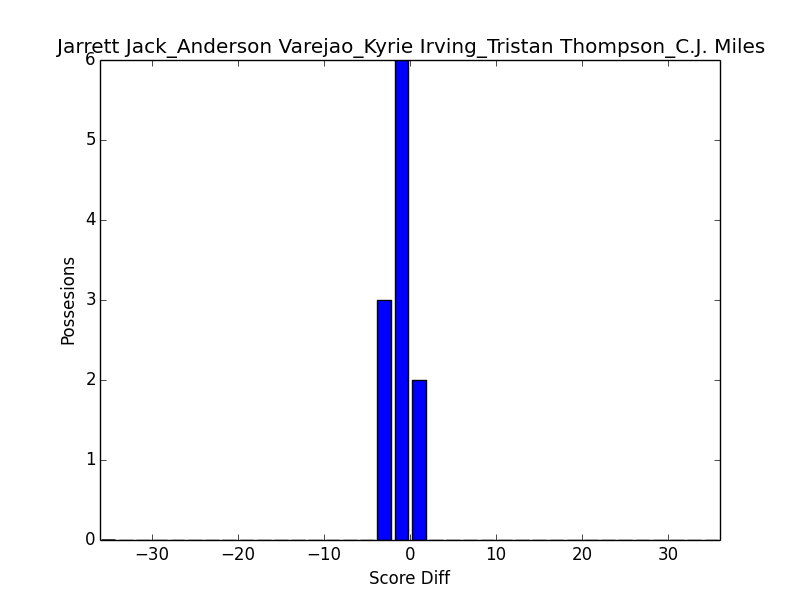 Jarrett Jack_Anderson Varejao_Kyrie Irving_Tristan Thompson_C.J. Miles
6
5
4
3
2
1
0
Possesions
−30 −20 −10 0 10 20 30
Score Diff